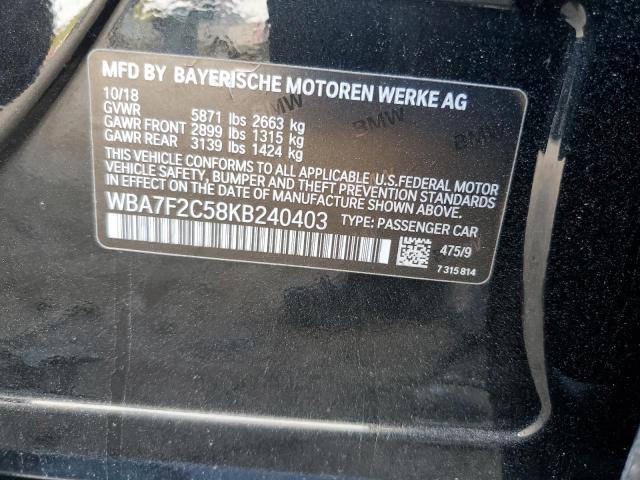 MFD BY BAYERISCHE MOTOREN WERKE AG
10/18
GVWR 5871 lbs 2663 kg
GAWR FRONT 2899 lbs 1315 kg
GAWR REAR 3139 lbs 1424 kg
THIS VEHICLE CONFORMS TO ALL APPLICABLE U.S.FEDERAL MOTOR
VEHICLE SAFETY, BUMPER AND THEFT PREVENTION STANDARDS
IN EFFECT ON THE DATE OF MANUFACTURE SHOWN ABOVE.
WBA7F2C58KB240403 TYPE: PASSENGER CAR
475/9
7 315 814
BMW
BMW